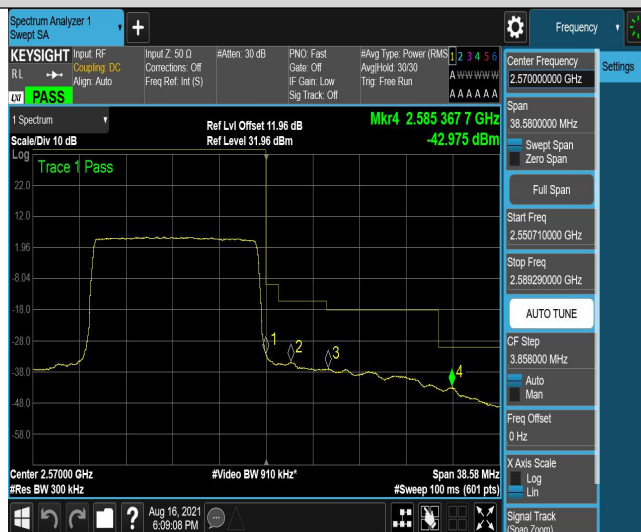 Spectrum Analyzer 1
Swept SA
+
Frequency
KEYSIGHT
RL
LXI PASS
Input: RF
Coupling: DC
Align: Auto
Input Z: 50 Ω
Corrections: Off
Freq Ref: Int (S)
#Atten: 30 dB
PNO: Fast
Gate: Off
IF Gain: Low
Sig Track: Off
#Avg Type: Power (RMS
Avg|Hold: 30/30
Trig: Free Run
1 2 3 4 5 6
A W W W W W
A A A A A A
1 Spectrum
Scale/Div 10 dB
Ref Lvl Offset 11.96 dB
Ref Level 31.96 dBm
Mkr4 2.585 367 7 GHz
-42.975 dBm
Log
Trace 1 Pass
22.0
12.0
1.96
-8.04
-18.0
-28.0
-38.0
-48.0
-58.0
1
2
3
4
Center 2.57000 GHz
#Res BW 300 kHz
#Video BW 910 kHz*
Span 38.58 MHz
#Sweep 100 ms (601 pts)
Aug 16, 2021
6:09:08 PM
?
Center Frequency
2.570000000 GHz
Settings
Span
38.5800000 MHz
Swept Span
Zero Span
Full Span
Start Freq
2.550710000 GHz
Stop Freq
2.589290000 GHz
AUTO TUNE
CF Step
3.858000 MHz
Auto
Man
Freq Offset
0 Hz
X Axis Scale
Log
Lin
Signal Track
(Span Zoom)